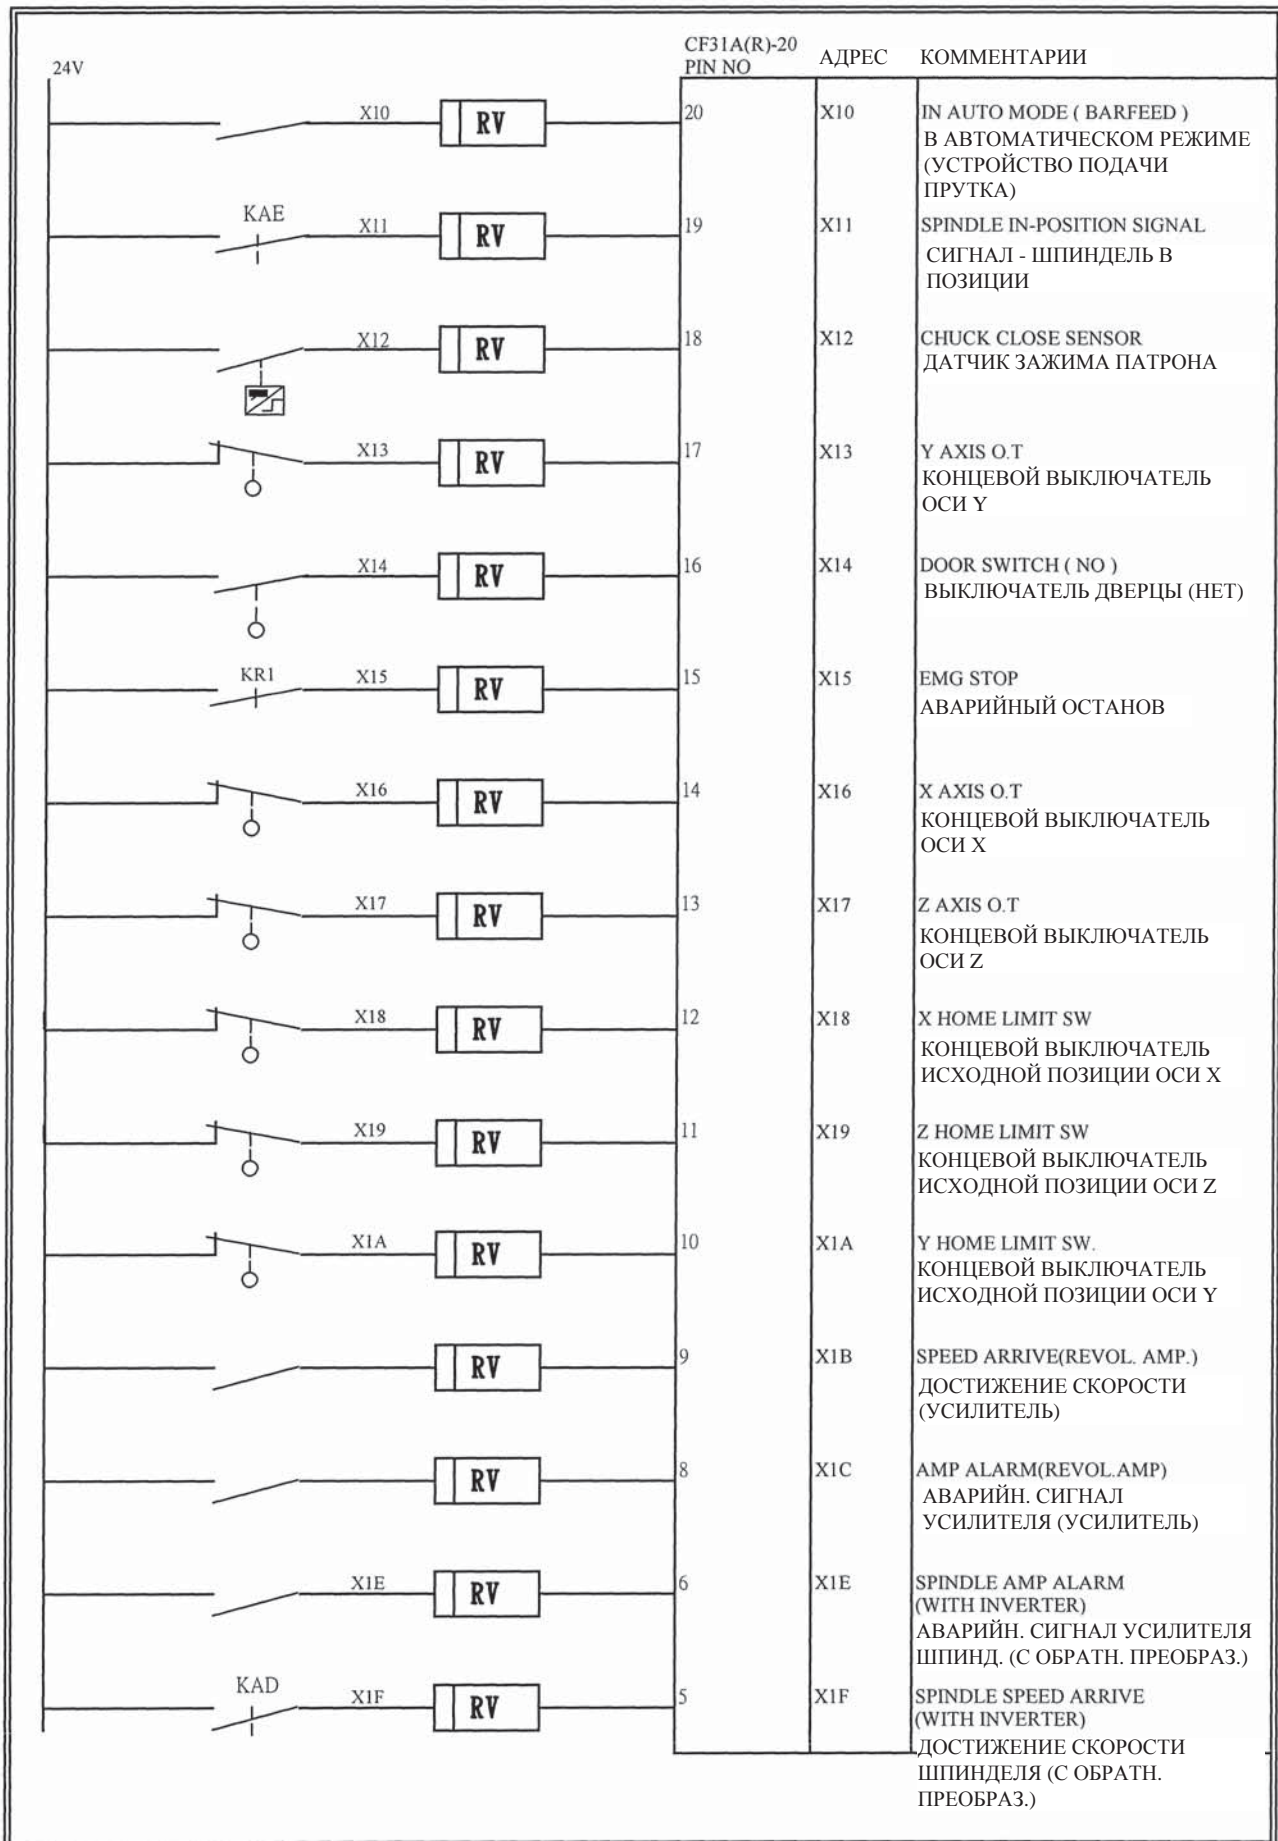 CF31A(R)-20
PIN NO
АДРЕС
КОММЕНТАРИИ
24V
X10
RV
20
X10
IN AUTO MODE ( BARFEED )
В АВТОМАТИЧЕСКОМ РЕЖИМЕ
(УСТРОЙСТВО ПОДАЧИ
ПРУТКА)
KAE
X11
RV
19
X11
SPINDLE IN-POSITION SIGNAL
СИГНАЛ - ШПИНДЕЛЬ В
ПОЗИЦИИ
X12
RV
18
X12
CHUCK CLOSE SENSOR
ДАТЧИК ЗАЖИМА ПАТРОНА
X13
RV
17
X13
Y AXIS O.T
КОНЦЕВОЙ ВЫКЛЮЧАТЕЛЬ
ОСИ Y
X14
RV
16
X14
DOOR SWITCH ( NO )
ВЫКЛЮЧАТЕЛЬ ДВЕРЦЫ (НЕТ)
KR1
X15
RV
15
X15
EMG STOP
АВАРИЙНЫЙ ОСТАНОВ
X16
RV
14
X16
X AXIS O.T
КОНЦЕВОЙ ВЫКЛЮЧАТЕЛЬ
ОСИ X
X17
RV
13
X17
Z AXIS O.T
КОНЦЕВОЙ ВЫКЛЮЧАТЕЛЬ
ОСИ Z
X18
RV
12
X18
X HOME LIMIT SW
КОНЦЕВОЙ ВЫКЛЮЧАТЕЛЬ
ИСХОДНОЙ ПОЗИЦИИ ОСИ X
X19
RV
11
X19
Z HOME LIMIT SW
КОНЦЕВОЙ ВЫКЛЮЧАТЕЛЬ
ИСХОДНОЙ ПОЗИЦИИ ОСИ Z
X1A
RV
10
X1A
Y HOME LIMIT SW.
КОНЦЕВОЙ ВЫКЛЮЧАТЕЛЬ
ИСХОДНОЙ ПОЗИЦИИ ОСИ Y
RV
9
X1B
SPEED ARRIVE(REVOL. AMP.)
ДОСТИЖЕНИЕ СКОРОСТИ
(УСИЛИТЕЛЬ)
RV
8
X1C
AMP ALARM(REVOL.AMP)
АВАРИЙН. СИГНАЛ
УСИЛИТЕЛЯ (УСИЛИТЕЛЬ)
X1E
RV
6
X1E
SPINDLE AMP ALARM
(WITH INVERTER)
АВАРИЙН. СИГНАЛ УСИЛИТЕЛЯ
ШПИНД. (С ОБРАТН. ПРЕОБРАЗ.)
KAD
X1F
RV
5
X1F
SPINDLE SPEED ARRIVE
(WITH INVERTER)
ДОСТИЖЕНИЕ СКОРОСТИ
ШПИНДЕЛЯ (С ОБРАТН.
ПРЕОБРАЗ.)